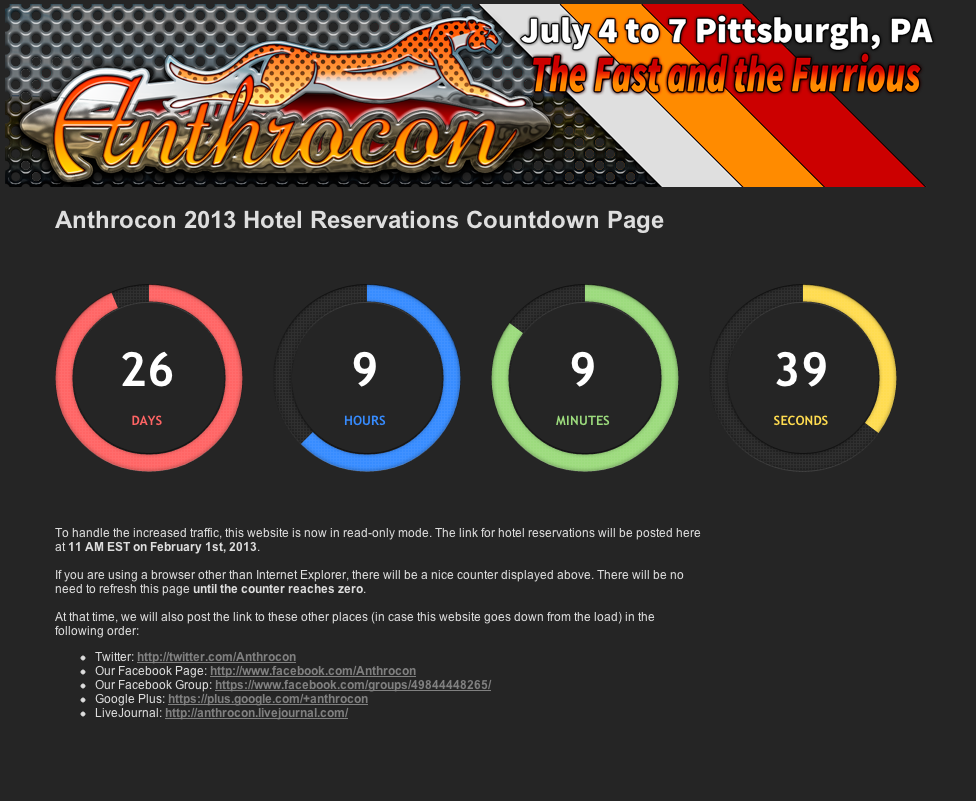 Anthrocon
July 4 to 7 Pittsburgh, PA
The Fast and the Furrious
Anthrocon 2013 Hotel Reservations Countdown Page
26 9 9 39
DAYS HOURS MINUTES SECONDS
To handle the increased traffic, this website is now in read-only mode. The link for hotel reservations will be posted here
at 11 AM EST on February 1st, 2013.
If you are using a browser other than Internet Explorer, there will be a nice counter displayed above. There will be no
need to refresh this page until the counter reaches zero.
At that time, we will also post the link to these other places (in case this website goes down from the load) in the
following order:
Twitter: http://twitter.com/Anthrocon
Our Facebook Page: http://www.facebook.com/Anthrocon
Our Facebook Group: https://www.facebook.com/groups/49844448265/
Google Plus: https://plus.google.com/+anthrocon
LiveJournal: http://anthrocon.livejournal.com/